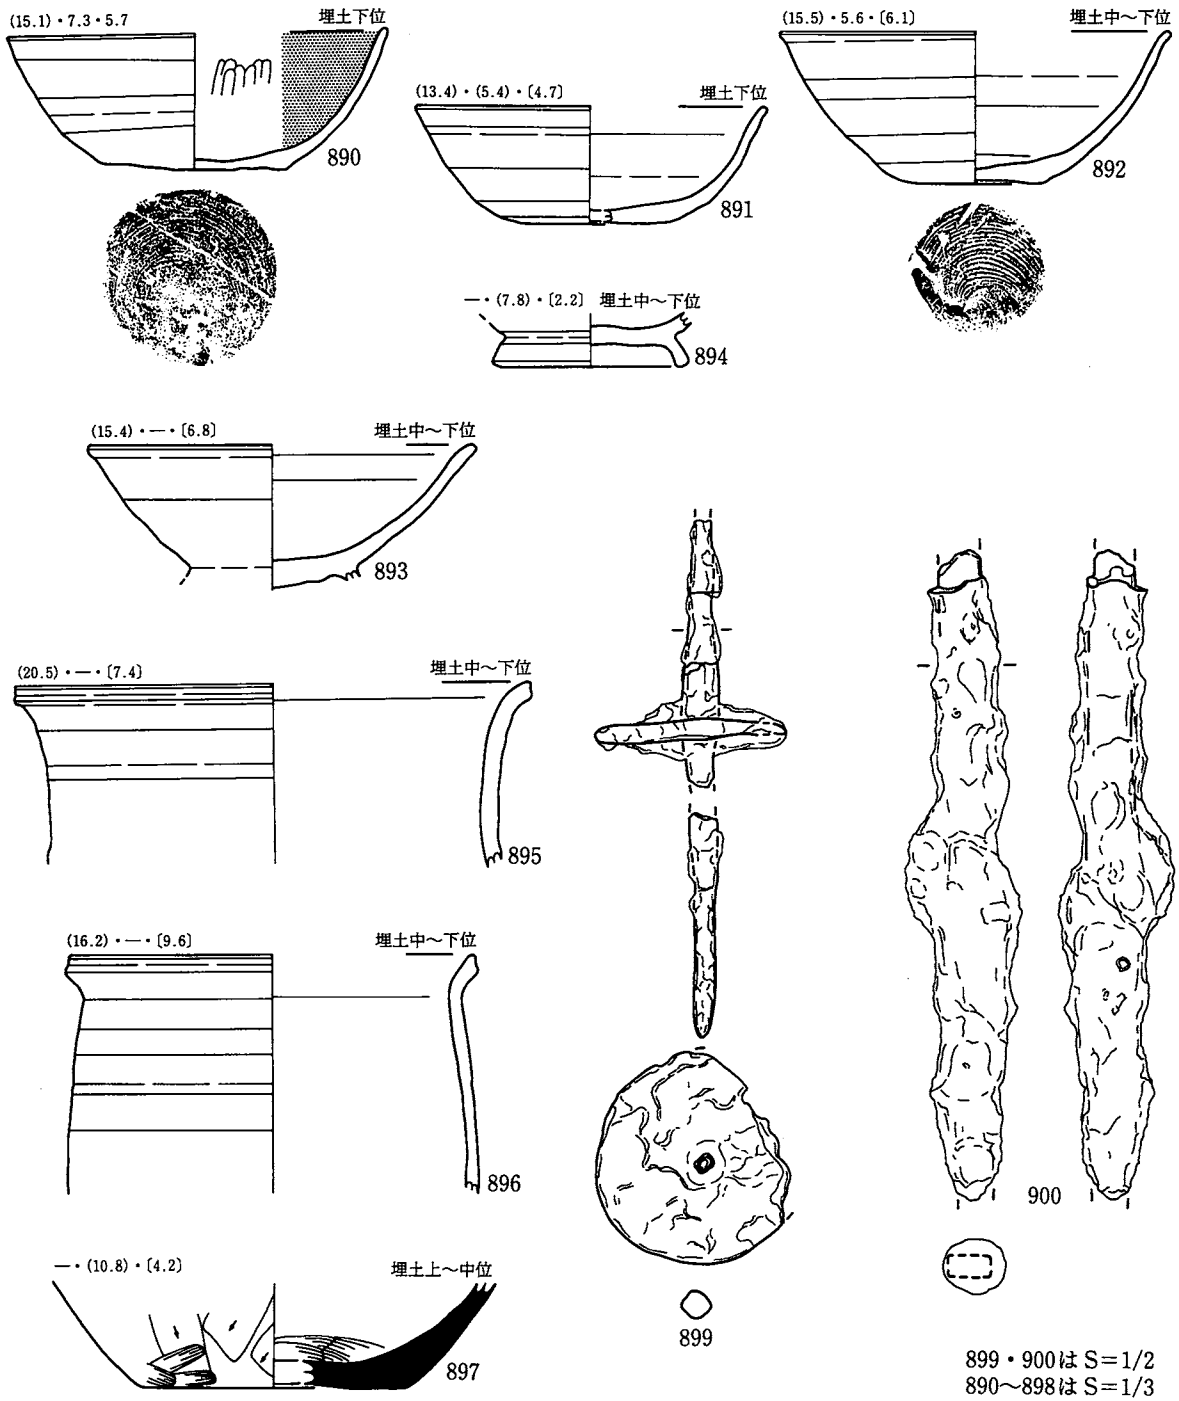 (15.1)・7.3・5.7 埋土下位
890
(13.4)・(5.4)・〔4.7〕 埋土下位
891
(15.5)・5.6・〔6.1〕 埋土中～下位
892
一・(7.8)・〔2.2〕 埋土中～下位
894
(15.4)・一・〔6.8〕 埋土中～下位
893
(20.5)・一・〔7.4〕 埋土中～下位
895
(16.2)・一・〔9.6〕 埋土中～下位
896
一・(10.8)・〔4.2〕 埋土上～中位
897
899
900
899・900は S＝1/2
890～898は S＝1/3